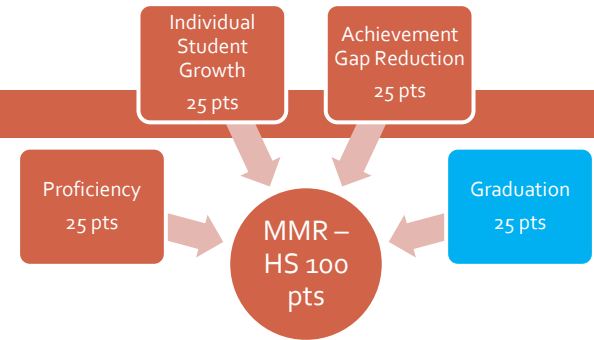 Individual
Student
Growth
25 pts
Achievement
Gap Reduction
25 pts
Proficiency
25 pts
Graduation
25 pts
MMR –
HS 100
pts